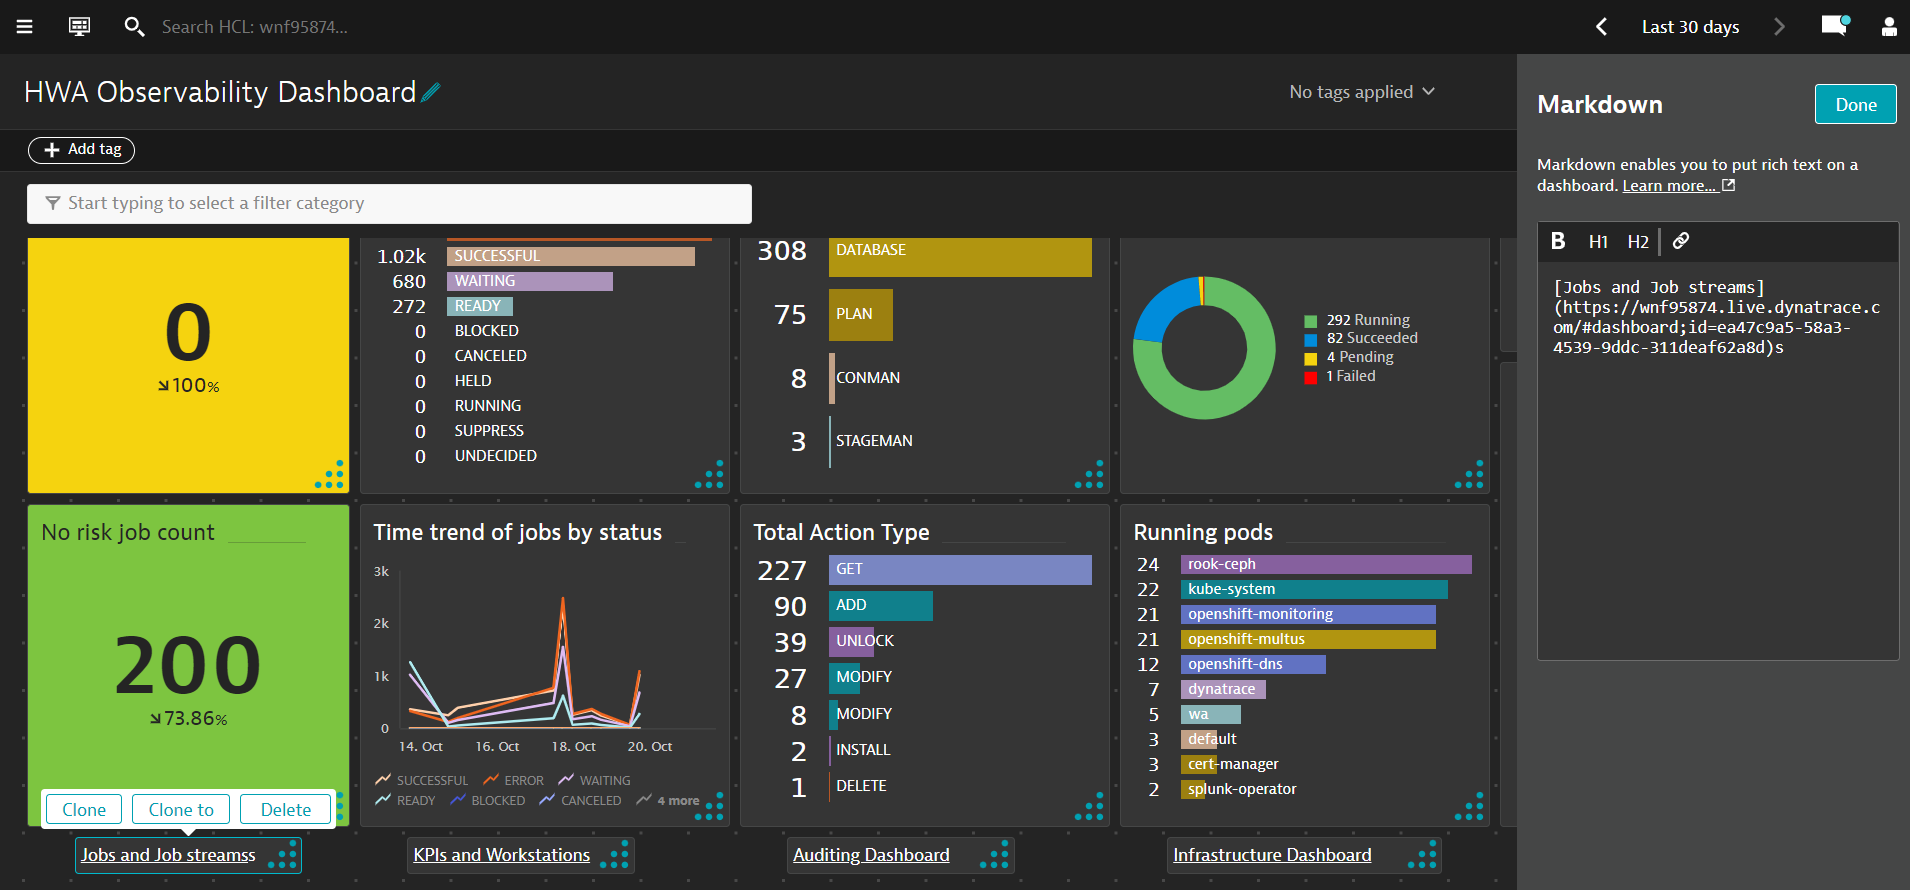 Search HCL: wnf95874...
Last 30 days
HWA Observability Dashboard
No tags applied
Add tag
Start typing to select a filter category
0
100%
1.02k SUCCESSFUL
680 WAITING
272 READY
0 BLOCKED
0 CANCELED
0 HELD
0 RUNNING
0 SUPPRESS
0 UNDECIDED
308 DATABASE
75 PLAN
8 CONMAN
3 STAGEMAN
292 Running
82 Succeeded
4 Pending
1 Failed
No risk job count
200
73.86%
Clone
Clone to
Delete
Time trend of jobs by status
3k
2k
1k
0
14. Oct 16. Oct 18. Oct 20. Oct
SUCCESSFUL ERROR WAITING
READY BLOCKED CANCELED 4 more
Total Action Type
227 GET
90 ADD
39 UNLOCK
27 MODIFY
8 MODIFY
2 INSTALL
1 DELETE
Running pods
24 rook-ceph
22 kube-system
21 openshift-monitoring
21 openshift-multus
12 openshift-dns
7 dynatrace
5 wa
3 default
3 cert-manager
2 splunk-operator
Jobs and Job streamss
KPIs and Workstations
Auditing Dashboard
Infrastructure Dashboard
Markdown
Done
Markdown enables you to put rich text on a
dashboard. Learn more...
B H1 H2
[Jobs and Job streams]
(https://wnf95874.live.dynatrace.c
om/#dashboard;id=ea47c9a5-58a3-
4539-9ddc-311deaf62a8d)s